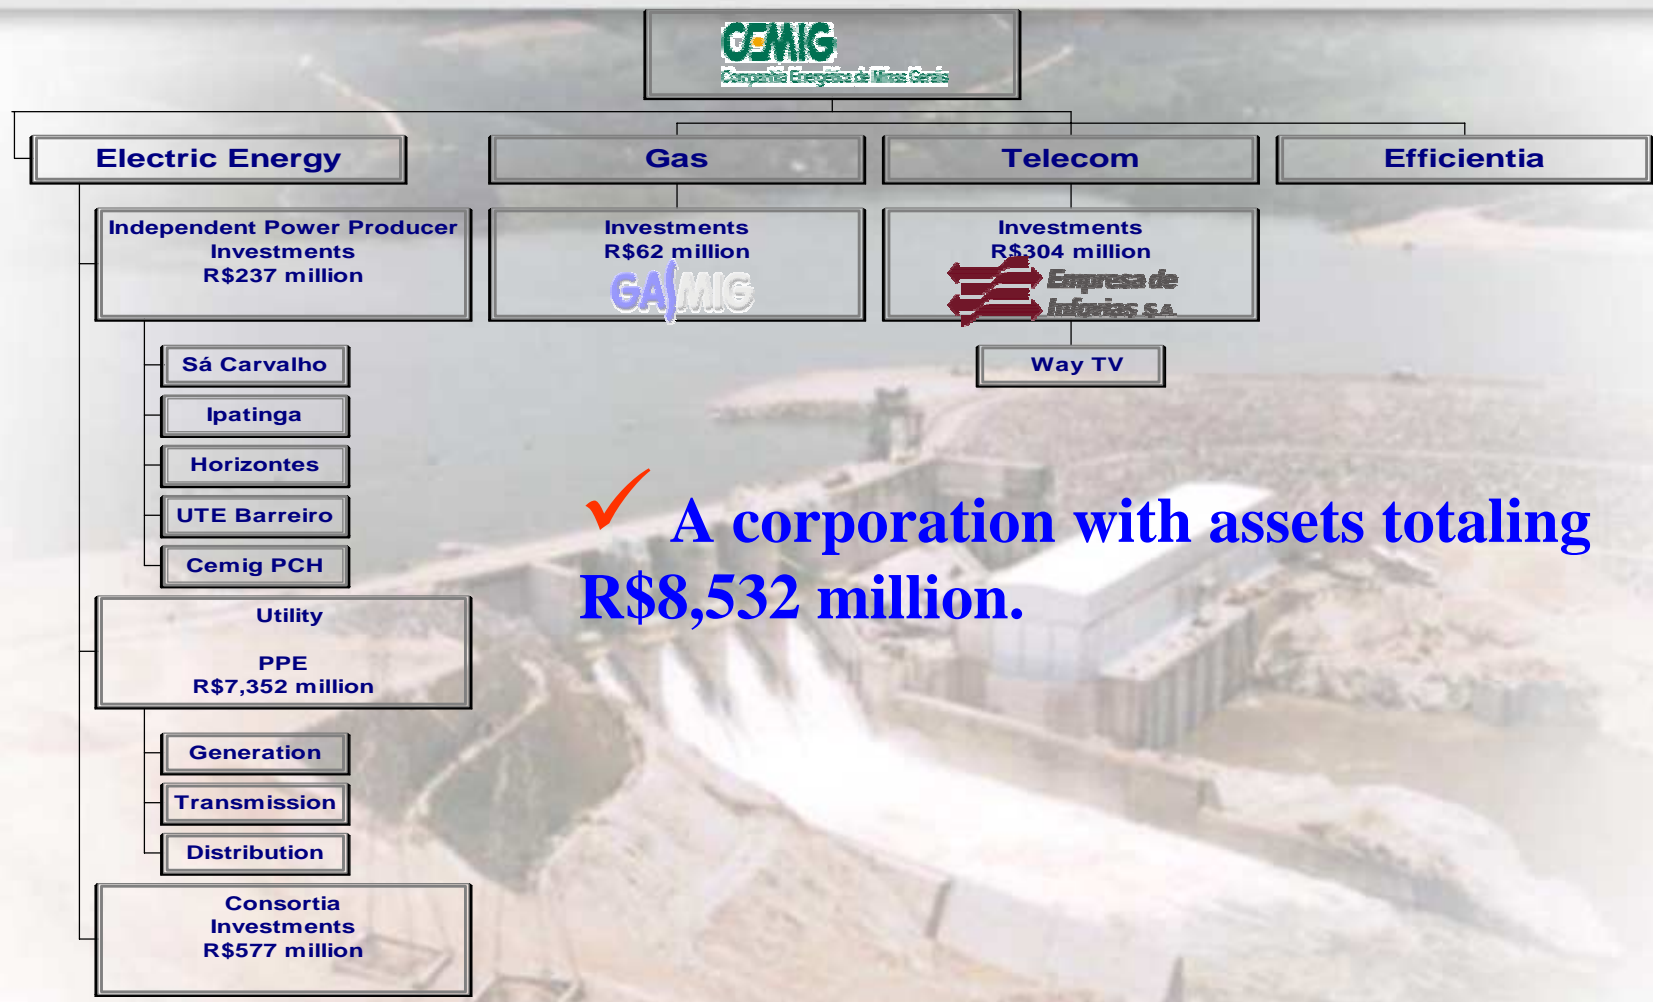 CEMIG
Companhia Energética de Minas Gerais
Electric Energy
Gas
Telecom
Efficientia
Independent Power Producer
Investments
R$237 million
Investments
R$62 million
GASMIG
Investments
R$304 million
Empresa de
Infovias S.A.
Sá Carvalho
Ipatinga
Horizontes
UTE Barreiro
Cemig PCH
Way TV
✓ A corporation with assets totaling
R$8,532 million.
Utility
PPE
R$7,352 million
Generation
Transmission
Distribution
Consortia
Investments
R$577 million